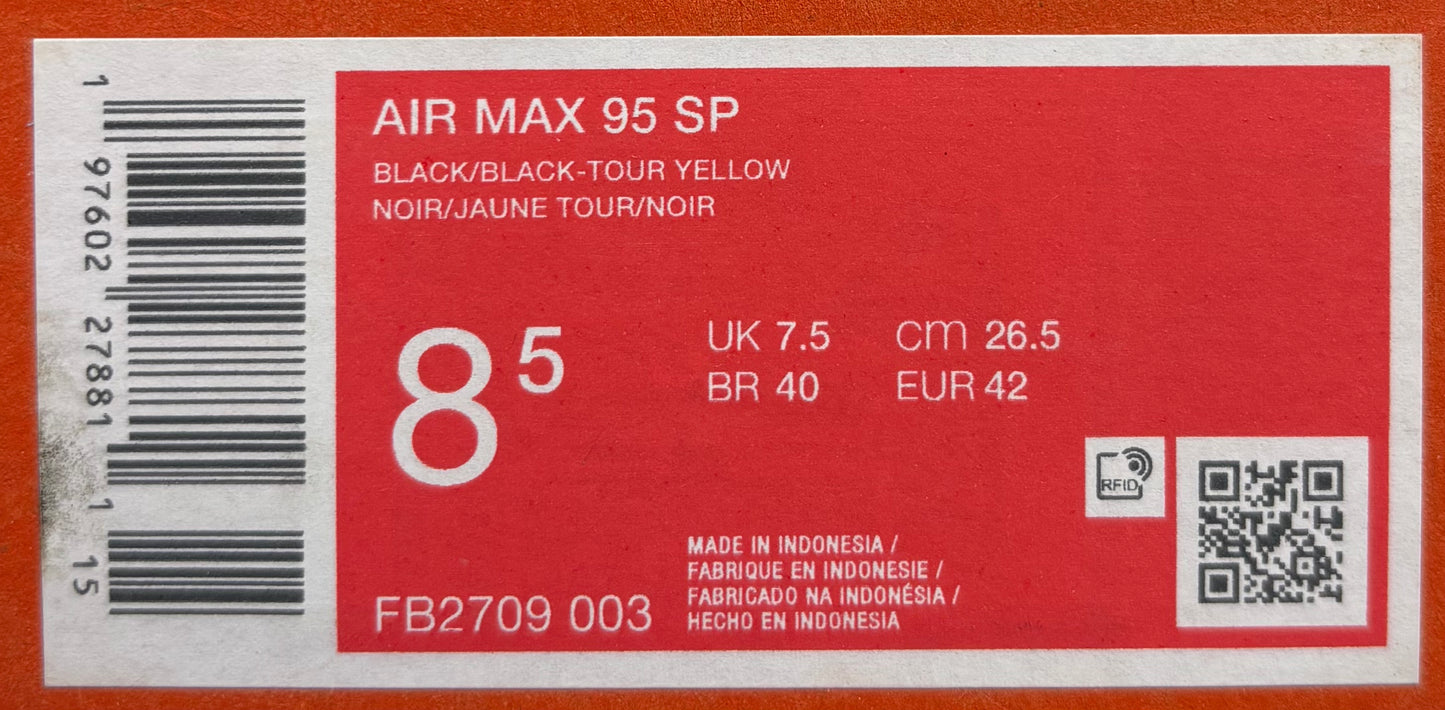 1 97602 27881 1 15
AIR MAX 95 SP
BLACK/BLACK-TOUR YELLOW
NOIR/JAUNE TOUR/NOIR
8 5
UK 7.5 cm 26.5
BR 40 EUR 42
RFID
MADE IN INDONESIA /
FABRIQUE EN INDONESIE /
FABRICADO NA INDONÉSIA /
HECHO EN INDONESIA
FB2709 003